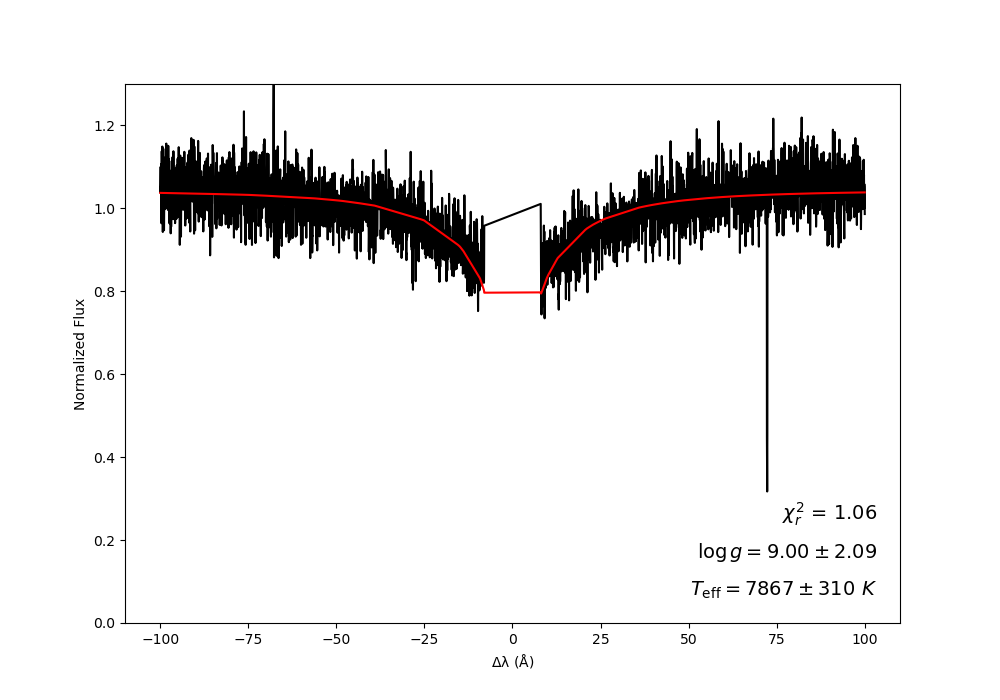 1.2
1.0
0.8
0.6
0.4
0.2
0.0
Normalized Flux
χ²ᵣ = 1.06
log g = 9.00 ± 2.09
T_eff = 7867 ± 310 K
−100 −75 −50 −25 0 25 50 75 100
Δλ (Å)